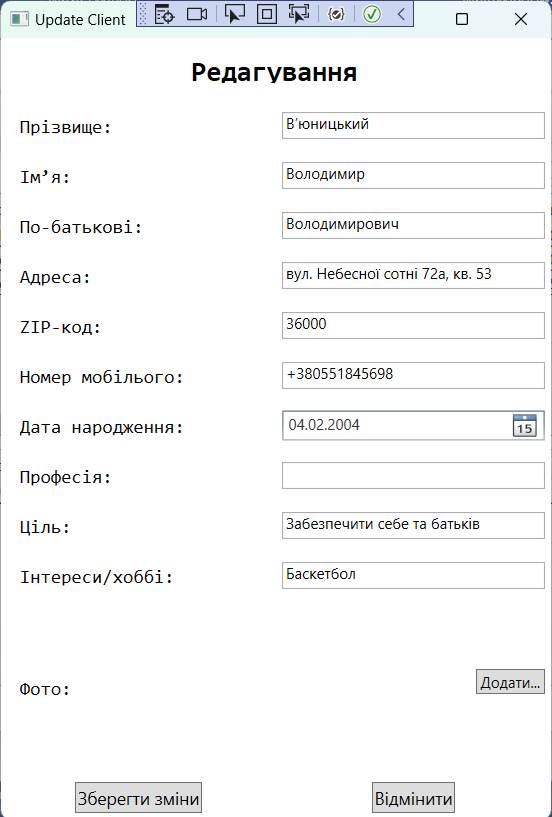 Update Client
Редагування
Прізвище: В'юницький
Ім’я: Володимир
По-батькові: Володимирович
Адреса: вул. Небесної сотні 72а, кв. 53
ZIP-код: 36000
Номер мобілього: +380551845698
Дата народження: 04.02.2004 15
Професія:
Ціль: Забезпечити себе та батьків
Інтереси/хоббі: Баскетбол
Фото: Додати...
Зберегти зміни Відмінити